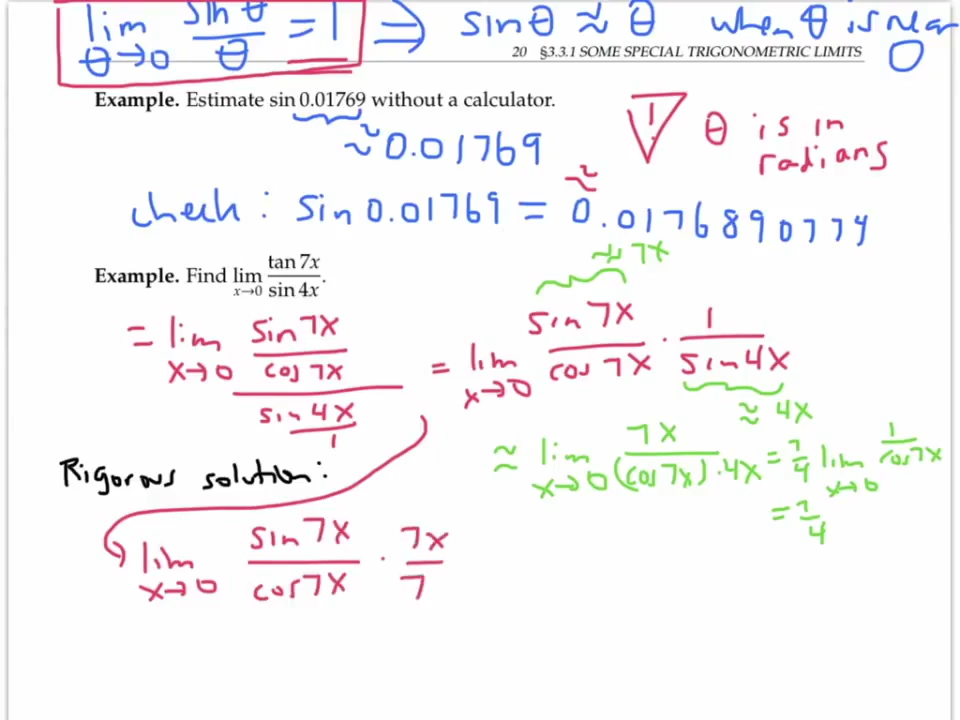 lim θ→0 sin θ / θ = 1 ⇒ sin θ ≈ θ when θ is near 0
20 §3.3.1 SOME SPECIAL TRIGONOMETRIC LIMITS
Example. Estimate sin 0.01769 without a calculator.
≈ 0.01769
! θ is in radians
check: sin 0.01769 = 0.0176890774
≈
≈ 7x
Example. Find lim x→0 tan 7x / sin 4x.
= lim x→0 (sin 7x / cos 7x) / (sin 4x / 1) = lim x→0 sin 7x / cos 7x · 1 / sin 4x
≈ 4x
≈ lim x→0 7x / (cos 7x) · 4x = 7/4 lim x→0 1 / cos 7x
= 7/4
Rigorous solution:
lim x→0 sin 7x / cos 7x · 7x / 7